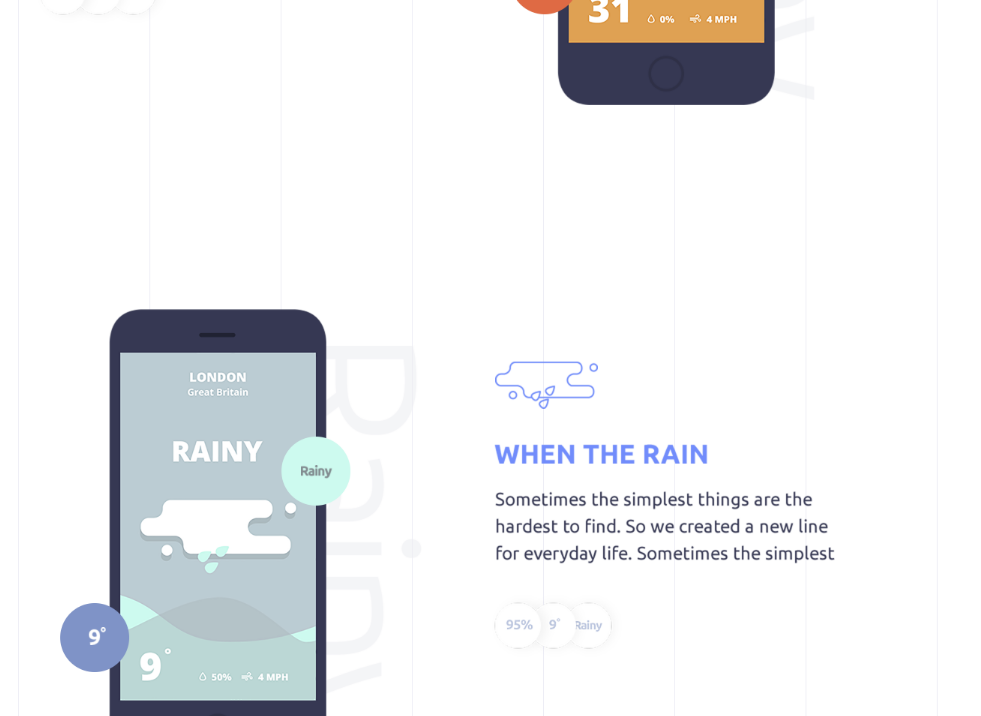 31 0% 4 MPH
LONDON
Great Britain
RAINY
Rainy
Rainy
9°
9° 50% 4 MPH
WHEN THE RAIN
Sometimes the simplest things are the
hardest to find. So we created a new line
for everyday life. Sometimes the simplest
95% 9° Rainy